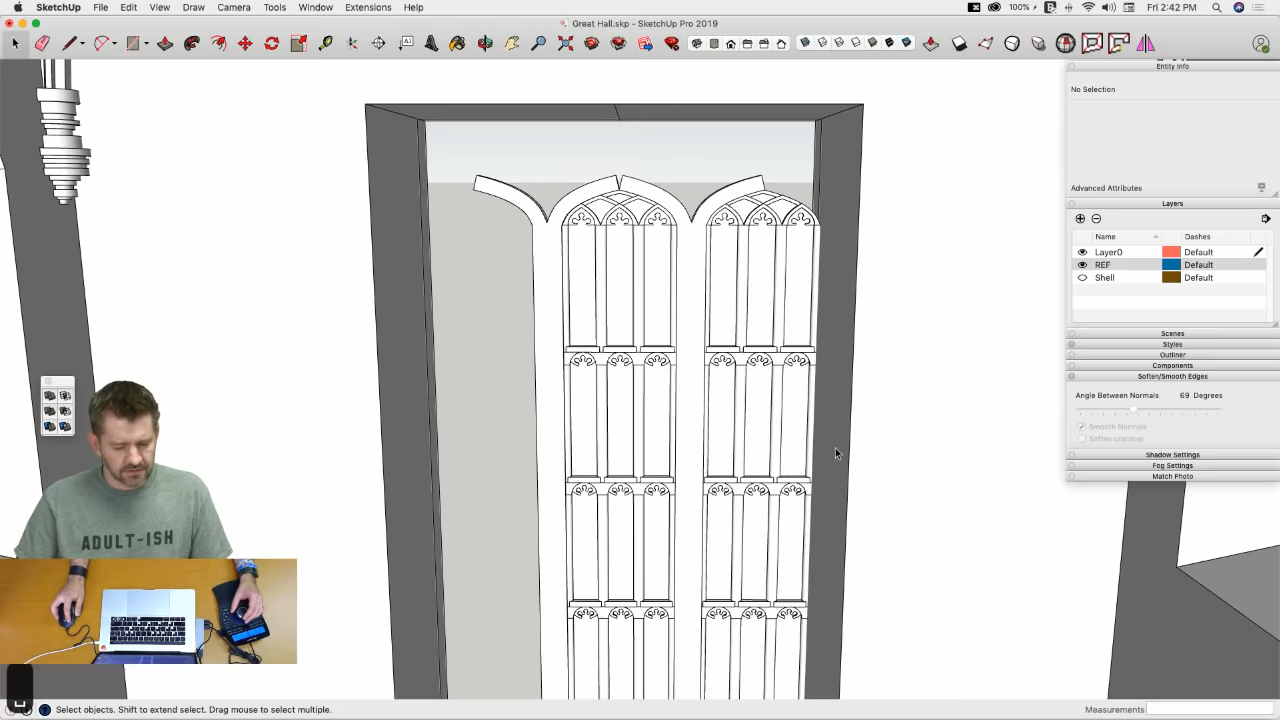 SketchUp File Edit View Draw Camera Tools Window Extensions Help
100% Fri 2:42 PM
Great Hall.skp - SketchUp Pro 2019
Entity Info
No Selection
Advanced Attributes
Layers
Name Dashes
Layer0 Default
REF Default
Shell Default
Scenes
Styles
Outliner
Components
Soften/Smooth Edges
Angle Between Normals 69 Degrees
Smooth Normals
Soften coplanar
Shadow Settings
Fog Settings
Match Photo
ADULT-ISH
Select objects. Shift to extend select. Drag mouse to select multiple.
Measurements